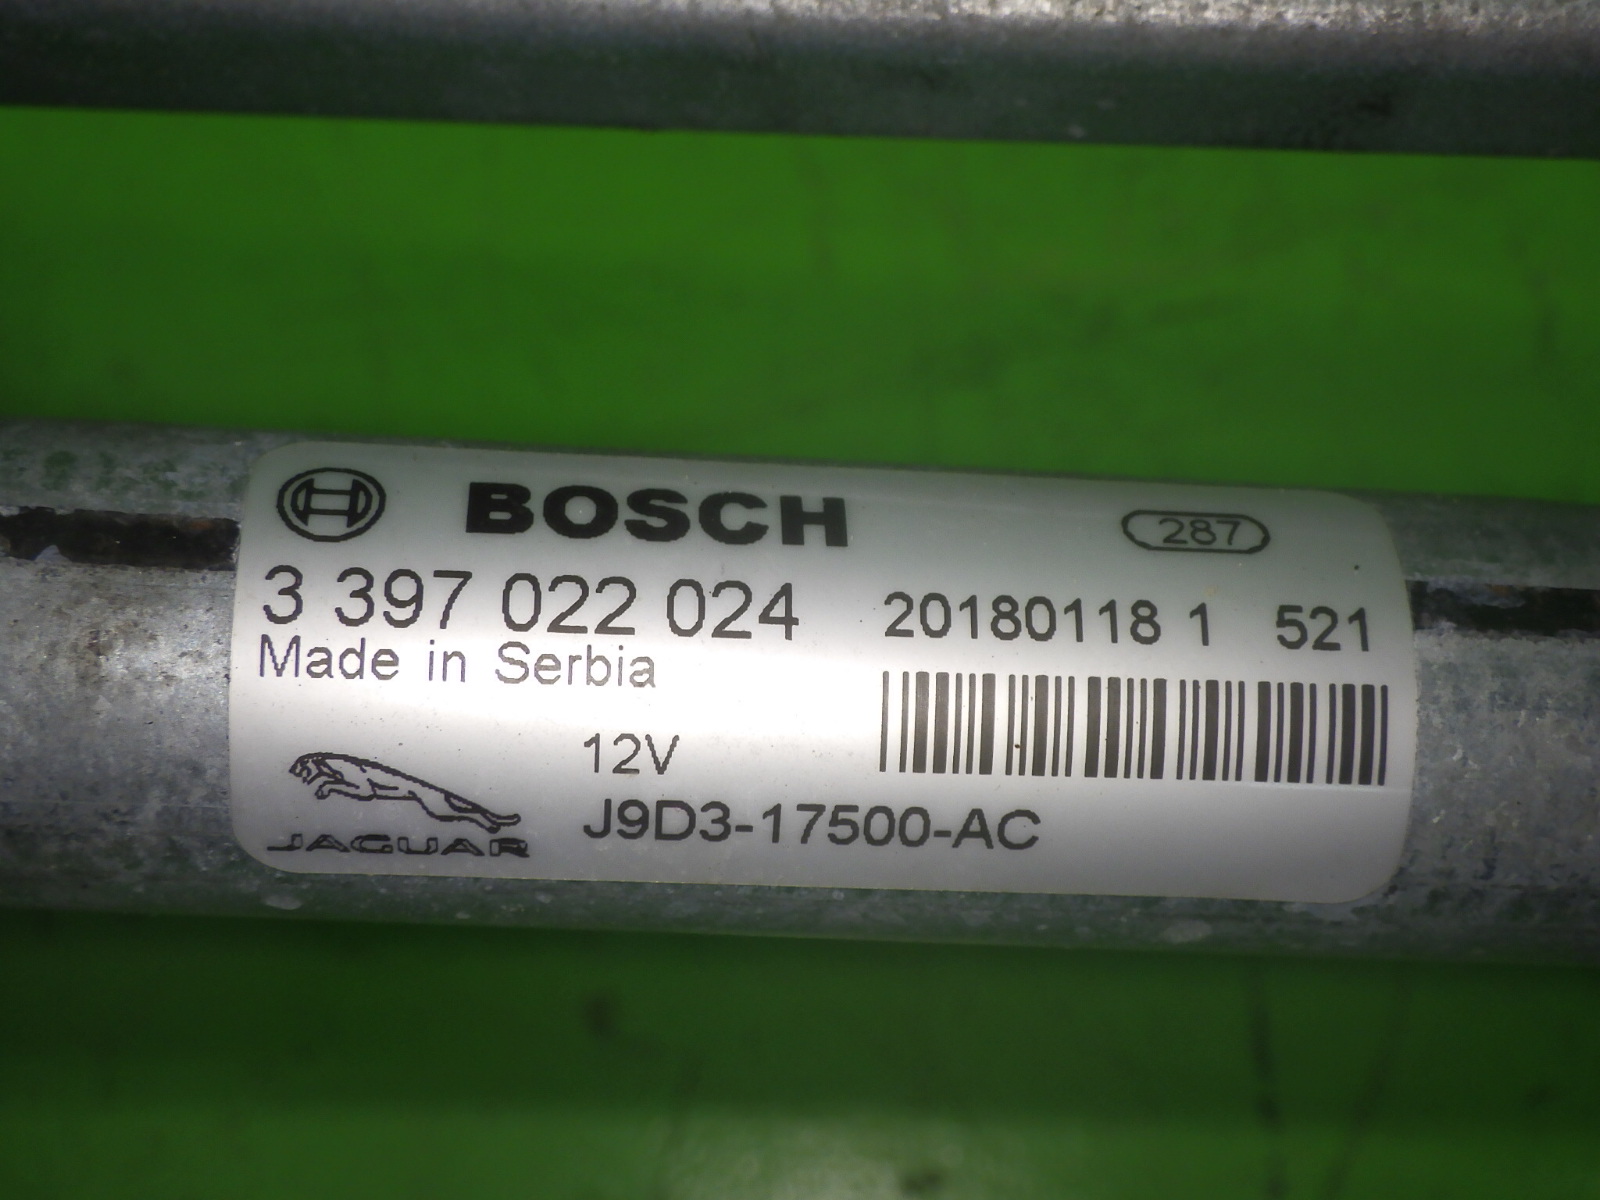 BOSCH 287
3 397 022 024 20180118 1 521
Made in Serbia
12V
JAGUAR J9D3-17500-AC